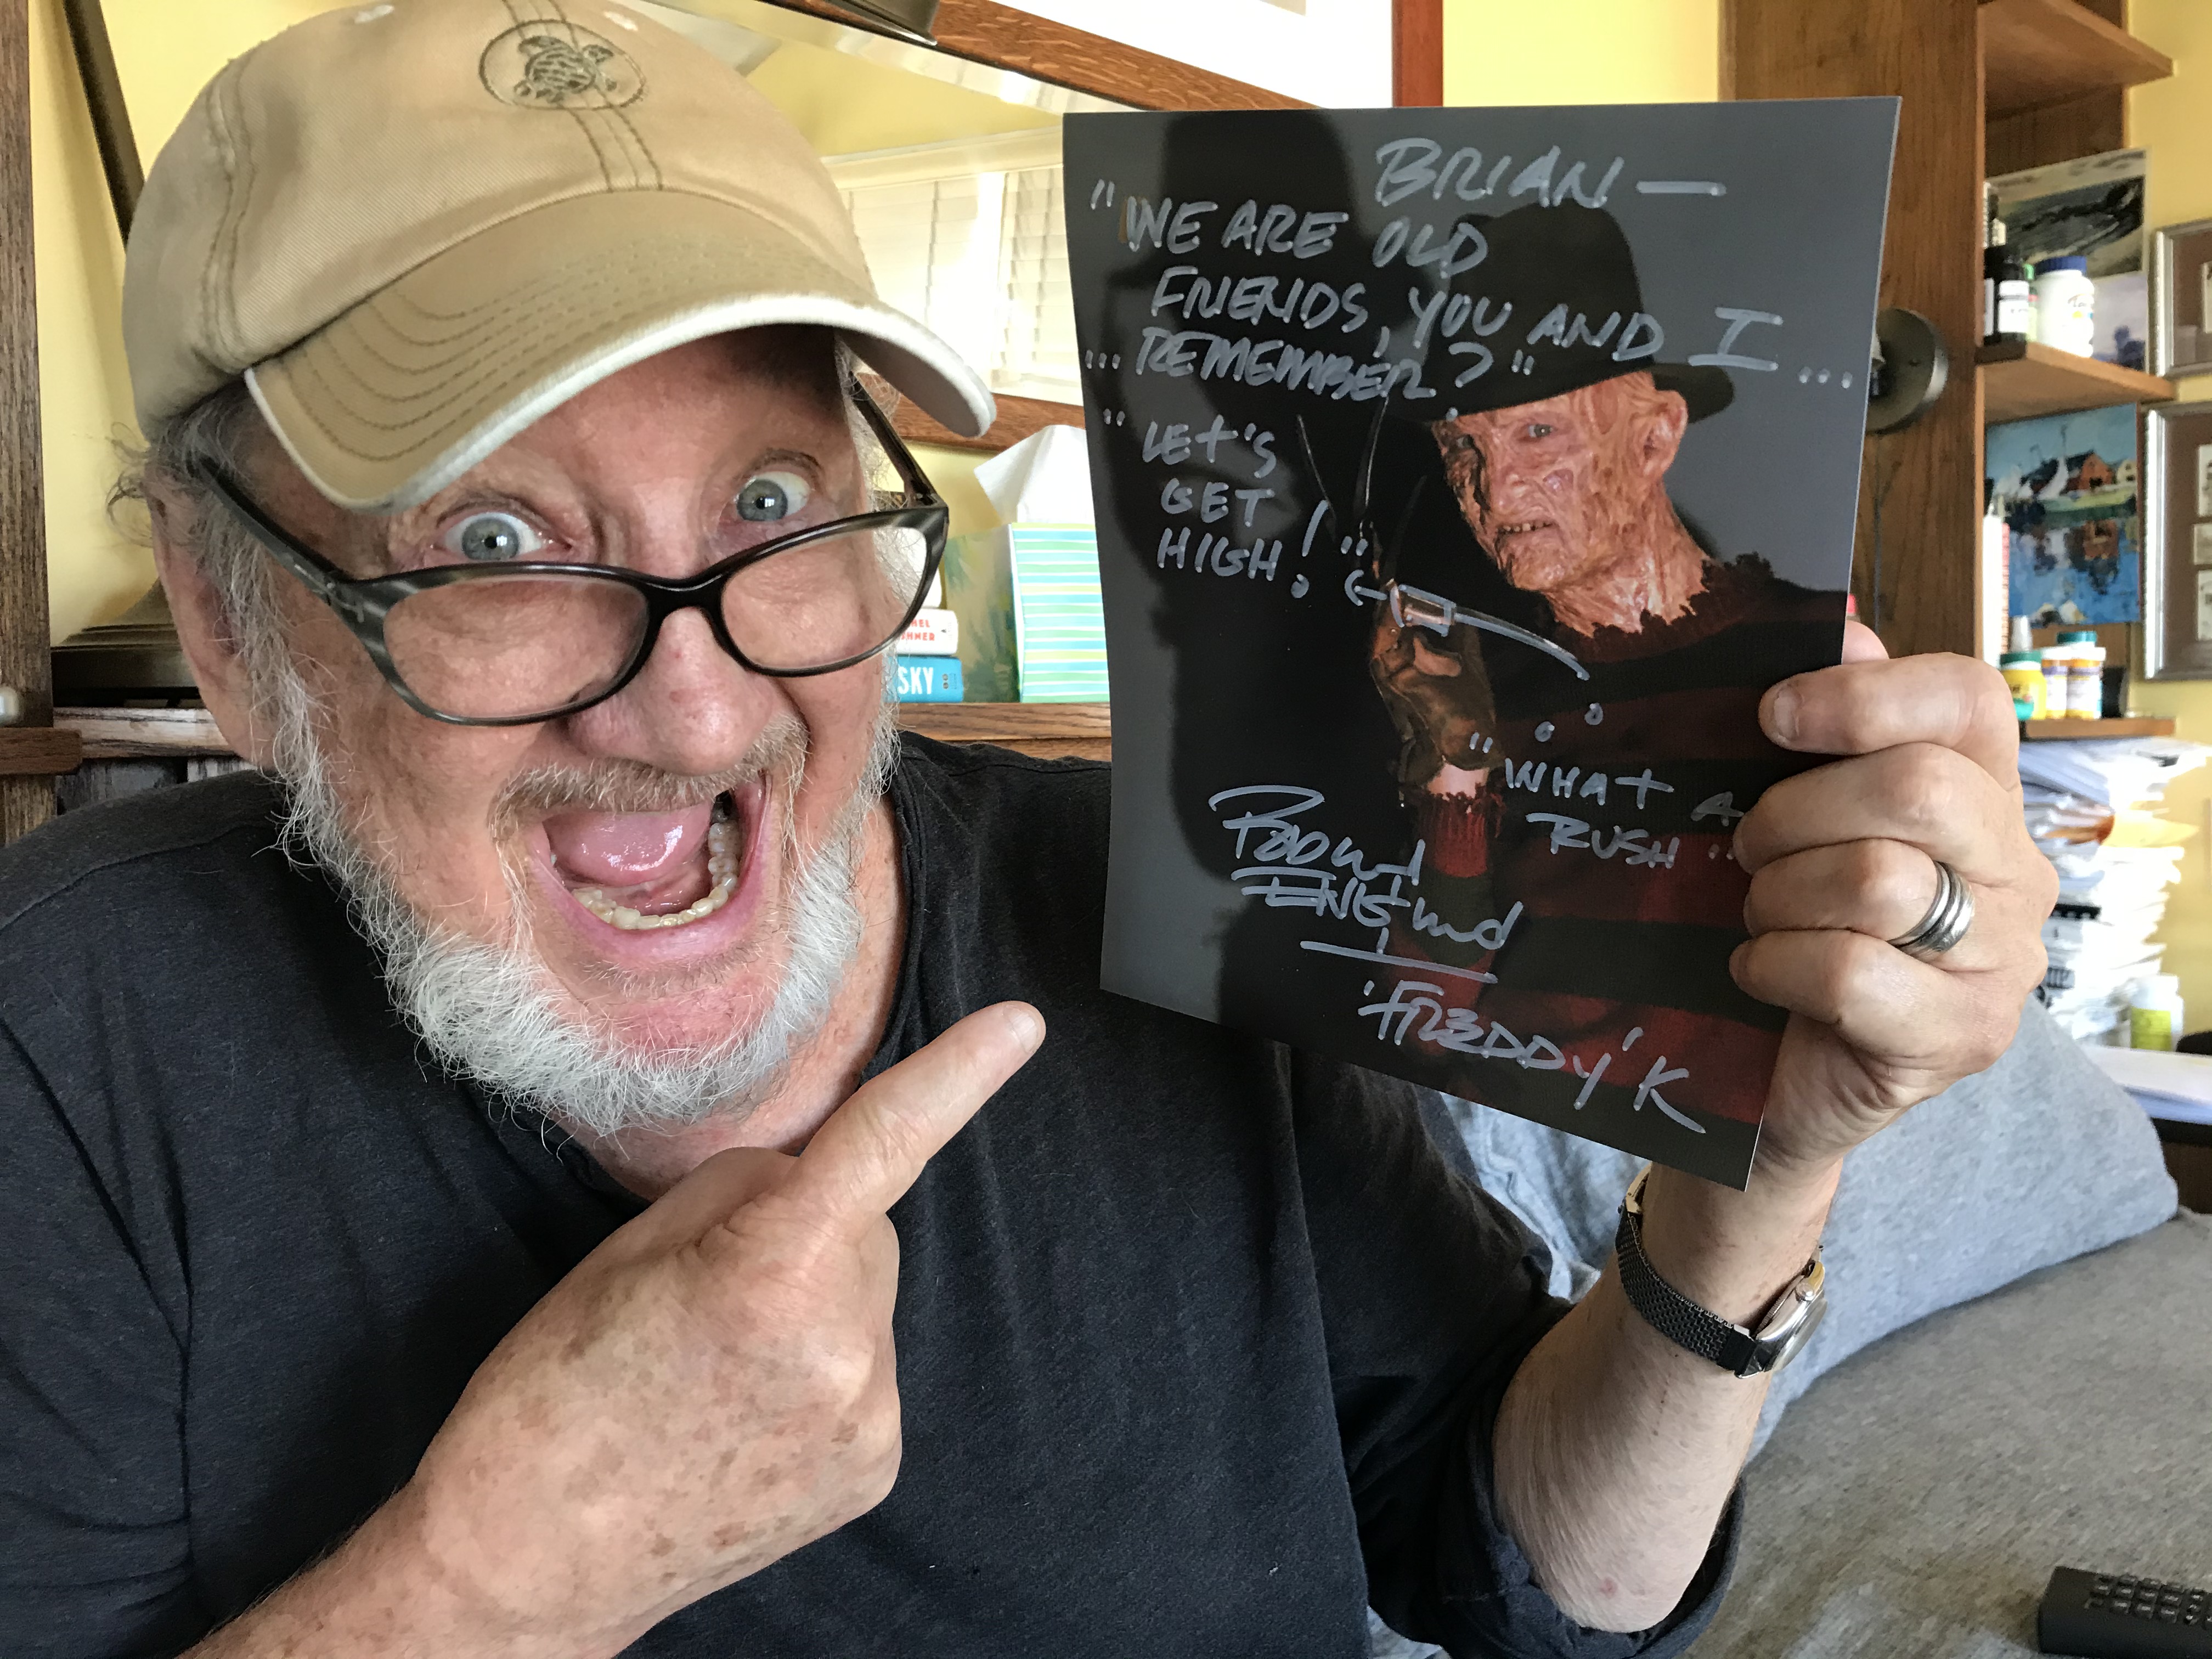 BRIAN —
"WE ARE OLD
FRIENDS, YOU AND I ...
... REMEMBER?"
"LET'S
GET
HIGH!"
"WHAT A
RUSH"
Robert
Englund
'FREDDY' K
SKY